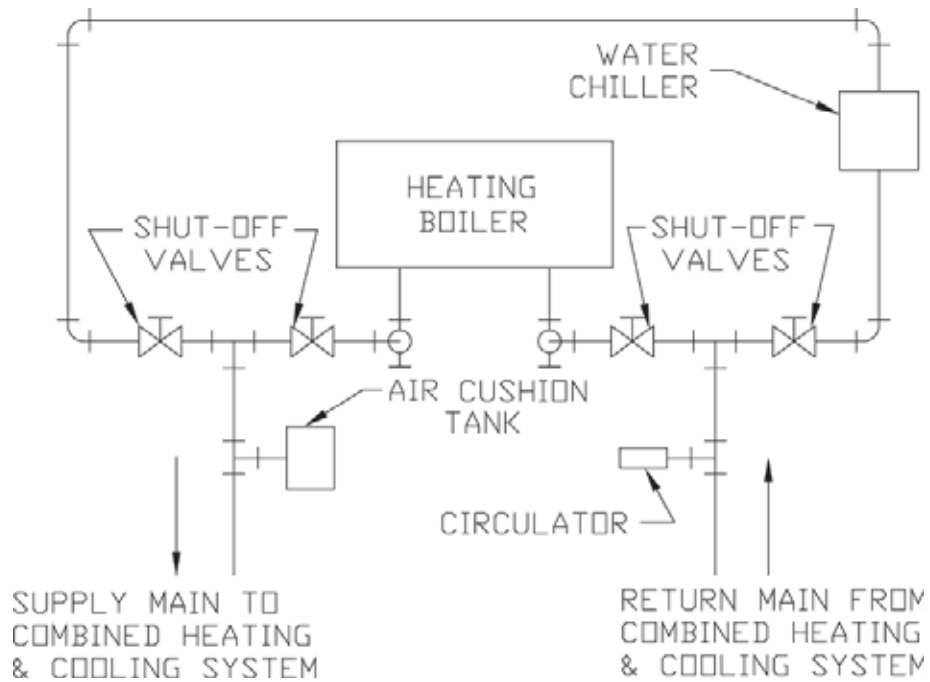 WATER
CHILLER
HEATING
BOILER
SHUT-OFF
VALVES
SHUT-OFF
VALVES
AIR CUSHION
TANK
CIRCULATOR
SUPPLY MAIN TO
COMBINED HEATING
& COOLING SYSTEM
RETURN MAIN FROM
COMBINED HEATING
& COOLING SYSTEM